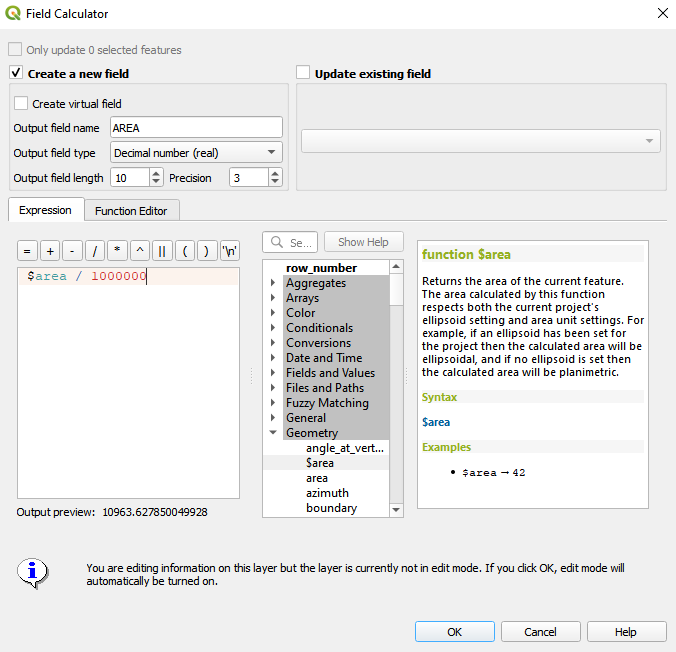 Field Calculator
Only update 0 selected features
Create a new field
Update existing field
Create virtual field
Output field name AREA
Output field type Decimal number (real)
Output field length 10 Precision 3
Expression Function Editor
= + - / * ^ || ( ) '\n'
Se... Show Help
$area / 1000000
row_number
Aggregates
Arrays
Color
Conditionals
Conversions
Date and Time
Fields and Values
Files and Paths
Fuzzy Matching
General
Geometry
angle_at_vert...
$area
area
azimuth
boundary
function $area
Returns the area of the current feature.
The area calculated by this function
respects both the current project's
ellipsoid setting and area unit settings. For
example, if an ellipsoid has been set for
the project then the calculated area will be
ellipsoidal, and if no ellipsoid is set then
the calculated area will be planimetric.
Syntax
$area
Examples
• $area → 42
Output preview: 10963.627850049928
You are editing information on this layer but the layer is currently not in edit mode. If you click OK, edit mode will
automatically be turned on.
OK Cancel Help